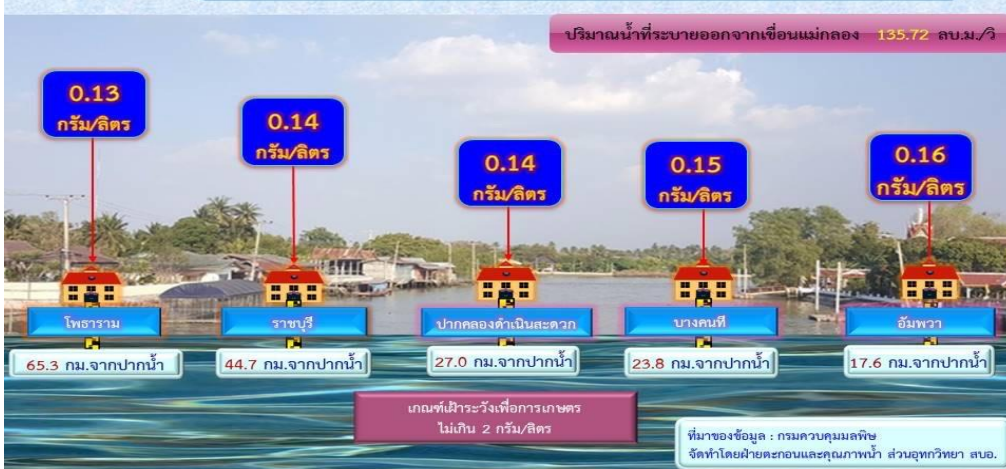 ปริมาณน้ำที่ระบายออกจากเขื่อนแม่กลอง 135.72 ลบ.ม./วิ
0.13
กรัม/ลิตร
0.14
กรัม/ลิตร
0.14
กรัม/ลิตร
0.15
กรัม/ลิตร
0.16
กรัม/ลิตร
โพธาราม
ราชบุรี
ปากคลองดำเนินสะดวก
บางคนที
อัมพวา
65.3 กม.จากปากน้ำ
44.7 กม.จากปากน้ำ
27.0 กม.จากปากน้ำ
23.8 กม.จากปากน้ำ
17.6 กม.จากปากน้ำ
เกณฑ์เฝ้าระวังเพื่อการเกษตร
ไม่เกิน 2 กรัม/ลิตร
ที่มาของข้อมูล : กรมควบคุมมลพิษ
จัดทำโดยฝ่ายตะกอนและคุณภาพน้ำ ส่วนอุทกวิทยา สบอ.